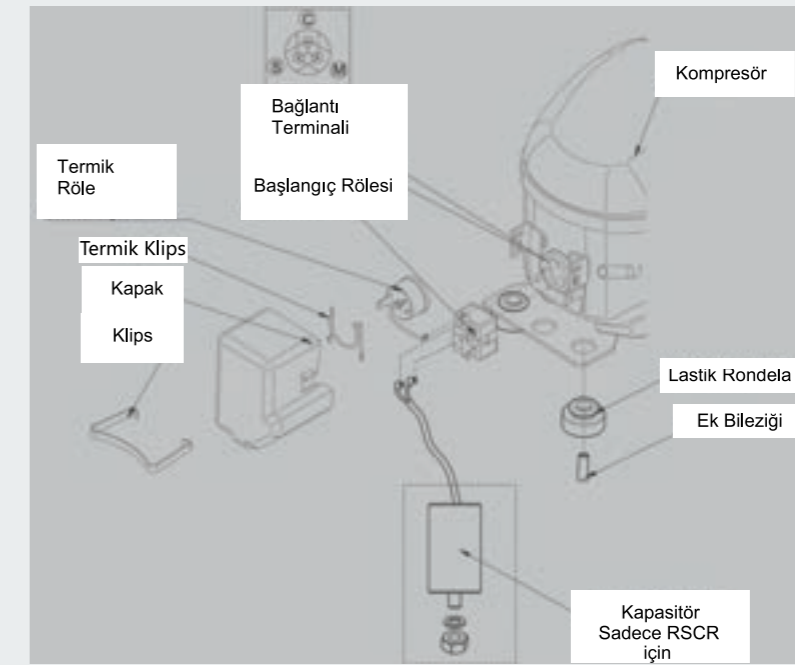 C
S M
Kompresör
Bağlantı
Terminali
Başlangıç Rölesi
Termik
Röle
Termik Klips
Kapak
Klips
Lastik Rondela
Ek Bileziği
Kapasitör
Sadece RSCR
için